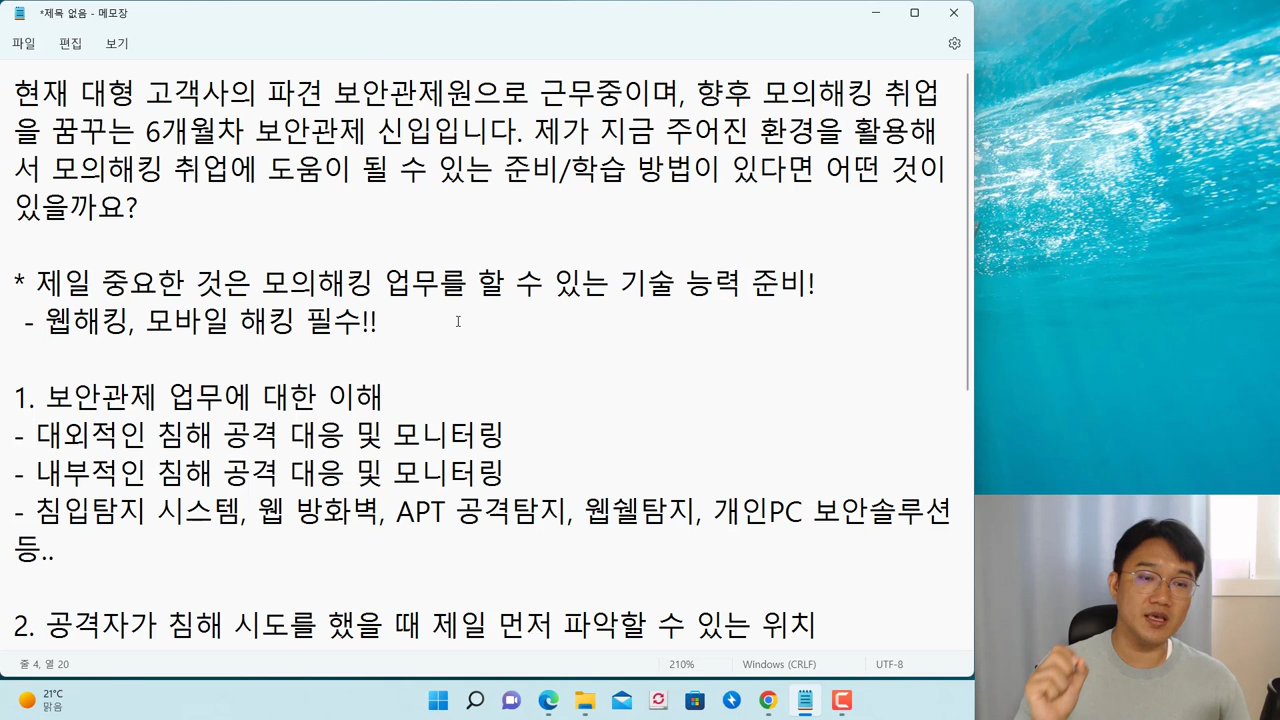 *제목 없음 - 메모장
파일 편집 보기
현재 대형 고객사의 파견 보안관제원으로 근무중이며, 향후 모의해킹 취업
을 꿈꾸는 6개월차 보안관제 신입입니다. 제가 지금 주어진 환경을 활용해
서 모의해킹 취업에 도움이 될 수 있는 준비/학습 방법이 있다면 어떤 것이
있을까요?
* 제일 중요한 것은 모의해킹 업무를 할 수 있는 기술 능력 준비!
- 웹해킹, 모바일 해킹 필수!!
1. 보안관제 업무에 대한 이해
- 대외적인 침해 공격 대응 및 모니터링
- 내부적인 침해 공격 대응 및 모니터링
- 침입탐지 시스템, 웹 방화벽, APT 공격탐지, 웹쉘탐지, 개인PC 보안솔루션
등..
2. 공격자가 침해 시도를 했을 때 제일 먼저 파악할 수 있는 위치
줄 4, 열 20 210% Windows (CRLF) UTF-8
21°C
맑음